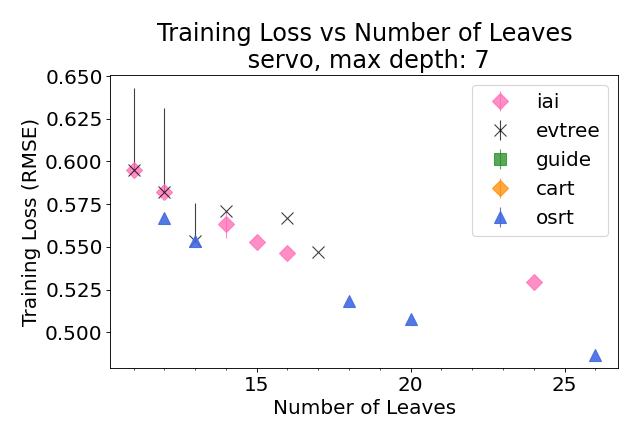 Training Loss vs Number of Leaves
servo, max depth: 7
Training Loss (RMSE)
0.650
0.625
0.600
0.575
0.550
0.525
0.500
iai
evtree
guide
cart
osrt
15
20
25
Number of Leaves